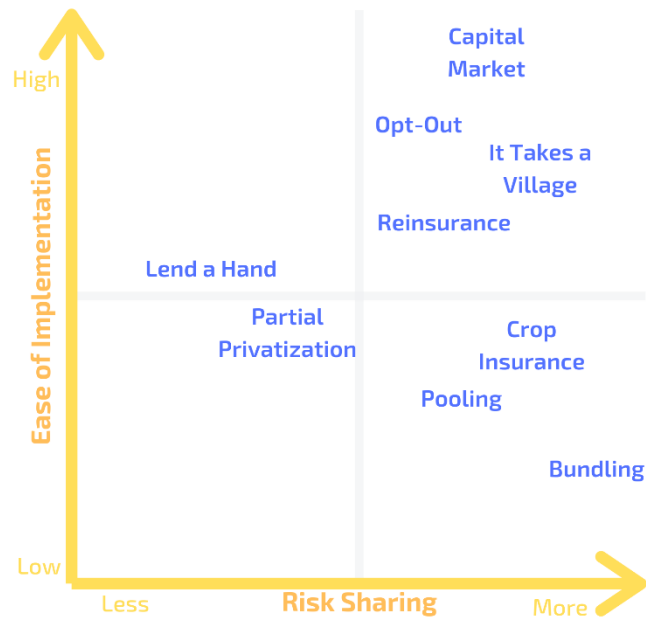 Capital
Market
High
Opt-Out
It Takes a
Village
Reinsurance
Ease of Implementation
Lend a Hand
Partial
Privatization
Crop
Insurance
Pooling
Bundling
Low
Less
Risk Sharing
More